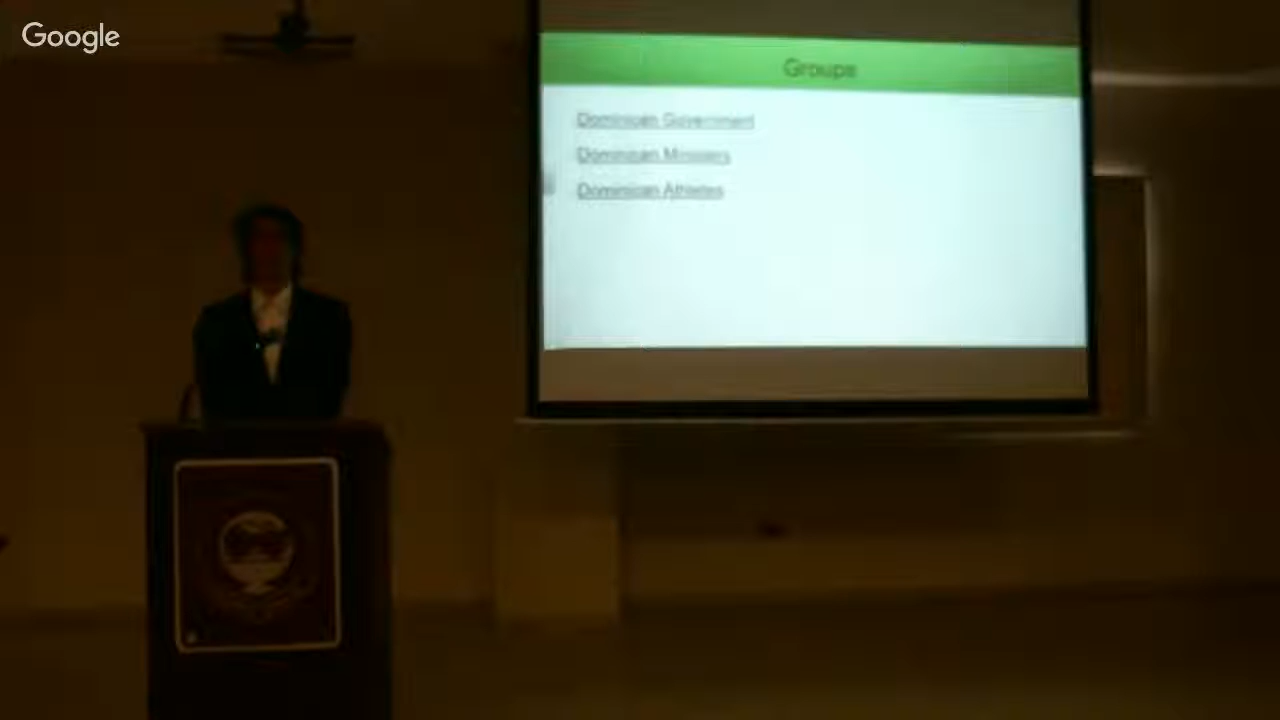 Google
Groups
Dominican Government
Dominican Ministers
Dominican Athletes